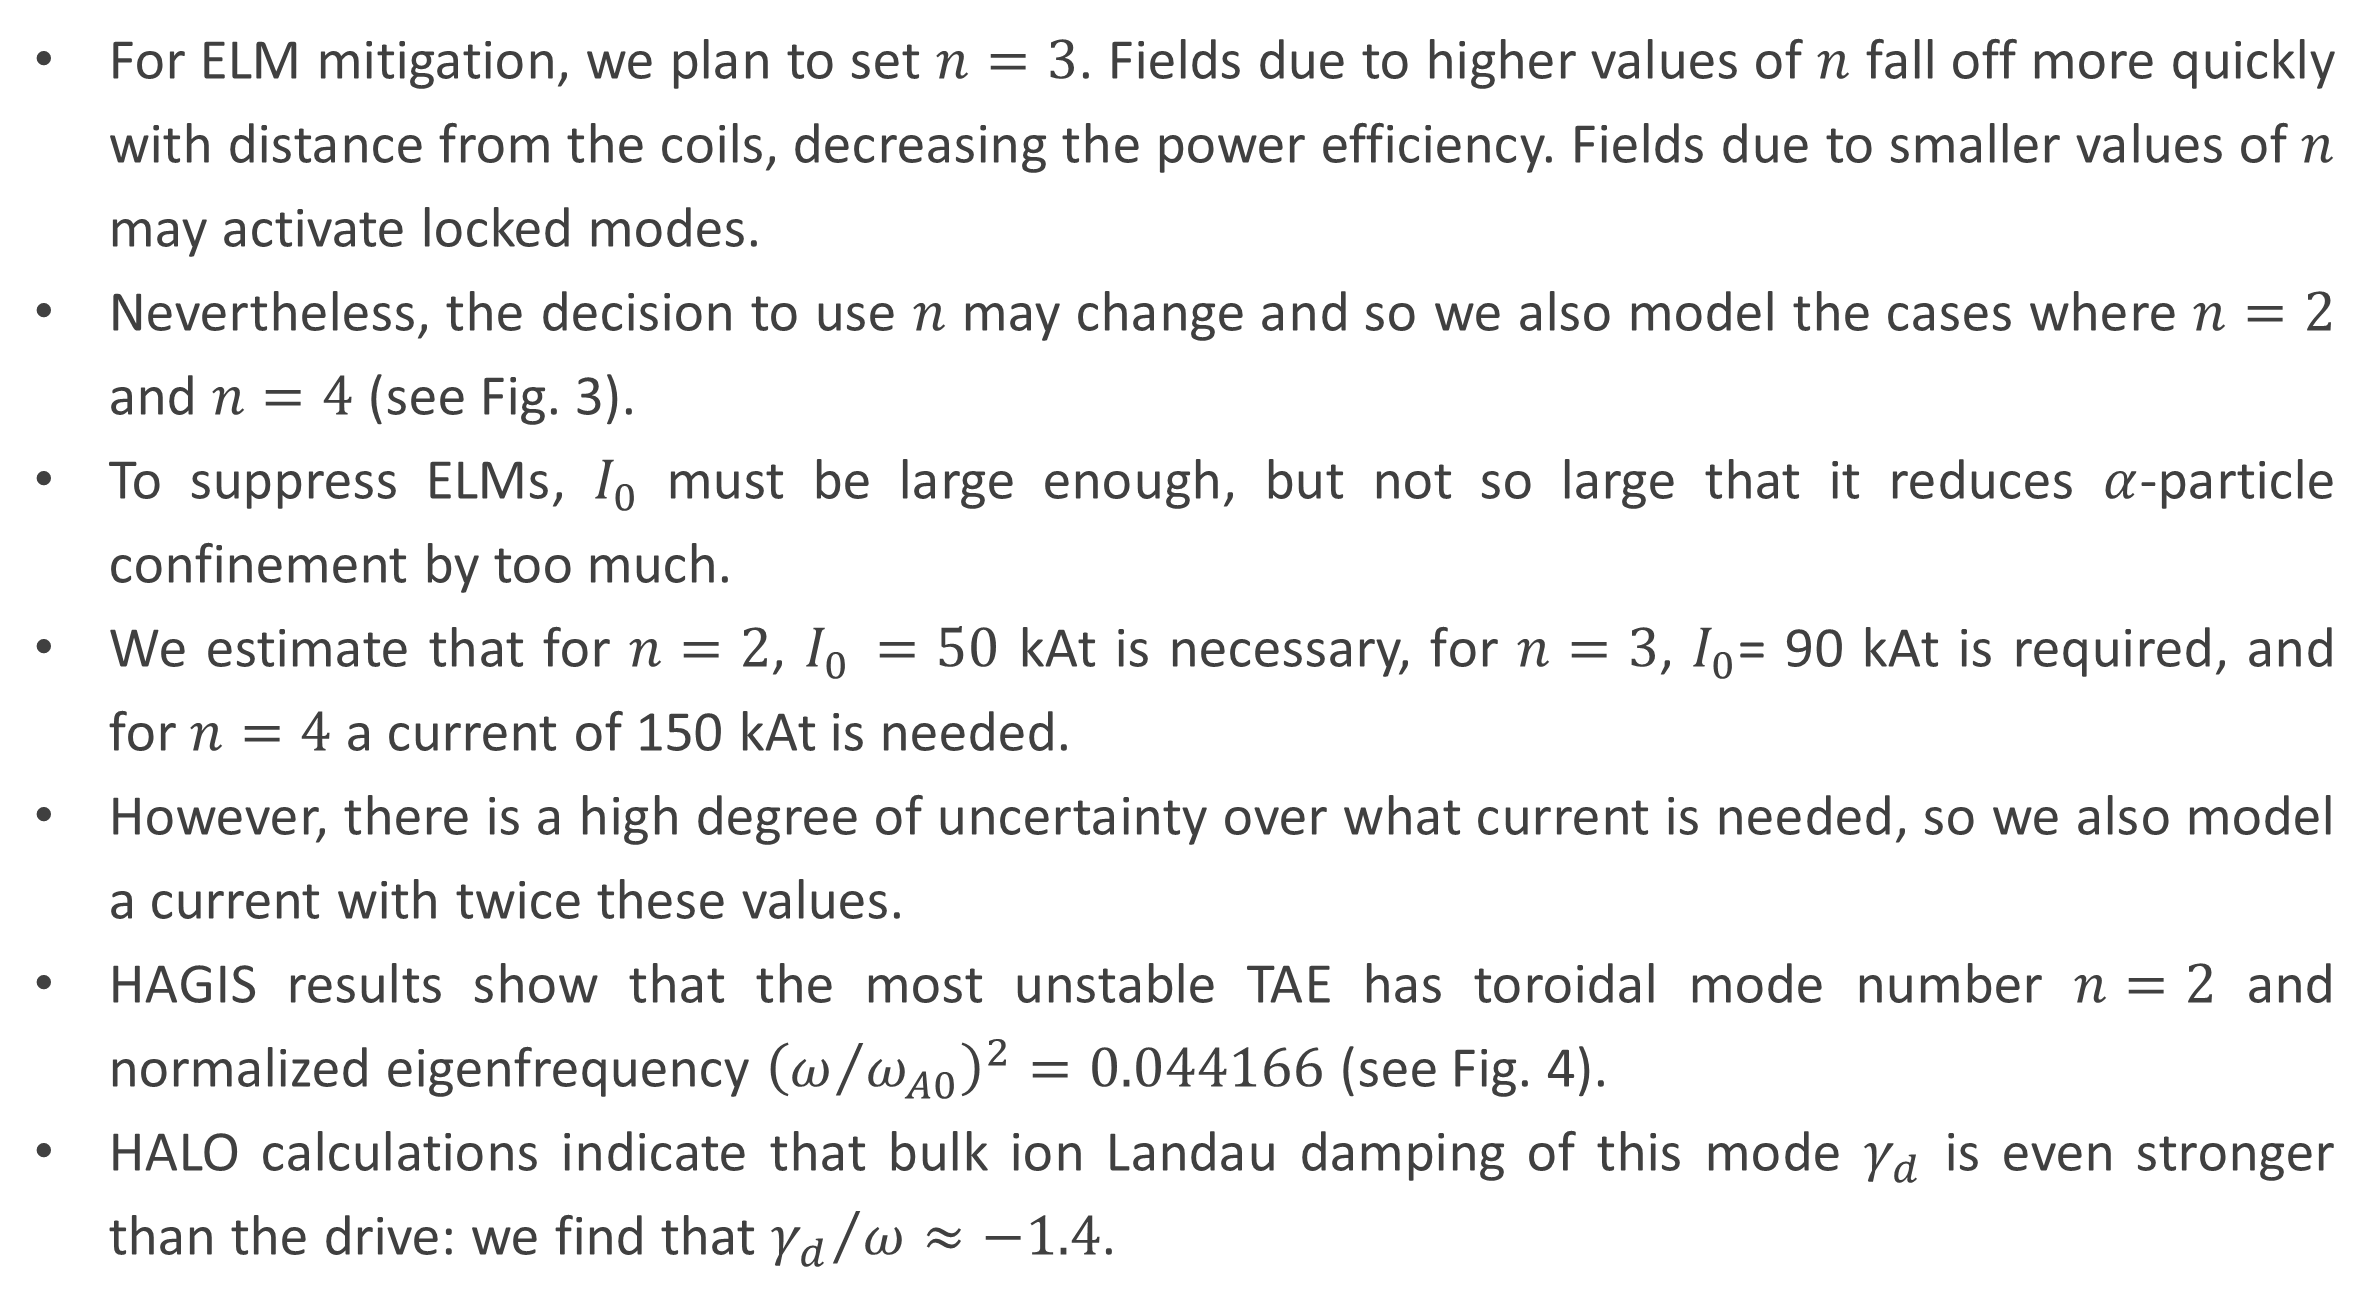 • For ELM mitigation, we plan to set 𝑛 = 3. Fields due to higher values of 𝑛 fall off more quickly
with distance from the coils, decreasing the power efficiency. Fields due to smaller values of 𝑛
may activate locked modes.
• Nevertheless, the decision to use 𝑛 may change and so we also model the cases where 𝑛 = 2
and 𝑛 = 4 (see Fig. 3).
• To suppress ELMs, 𝐼₀ must be large enough, but not so large that it reduces 𝛼-particle
confinement by too much.
• We estimate that for 𝑛 = 2, 𝐼₀ = 50 kAt is necessary, for 𝑛 = 3, 𝐼₀= 90 kAt is required, and
for 𝑛 = 4 a current of 150 kAt is needed.
• However, there is a high degree of uncertainty over what current is needed, so we also model
a current with twice these values.
• HAGIS results show that the most unstable TAE has toroidal mode number 𝑛 = 2 and
normalized eigenfrequency (𝜔/𝜔_{𝐴0})² = 0.044166 (see Fig. 4).
• HALO calculations indicate that bulk ion Landau damping of this mode 𝛾_𝑑 is even stronger
than the drive: we find that 𝛾_𝑑/𝜔 ≈ −1.4.